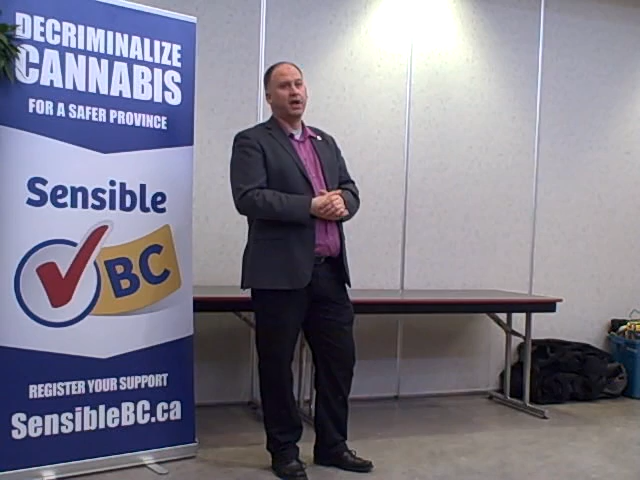 DECRIMINALIZE
CANNABIS
FOR A SAFER PROVINCE
Sensible
BC
REGISTER YOUR SUPPORT
SensibleBC.ca